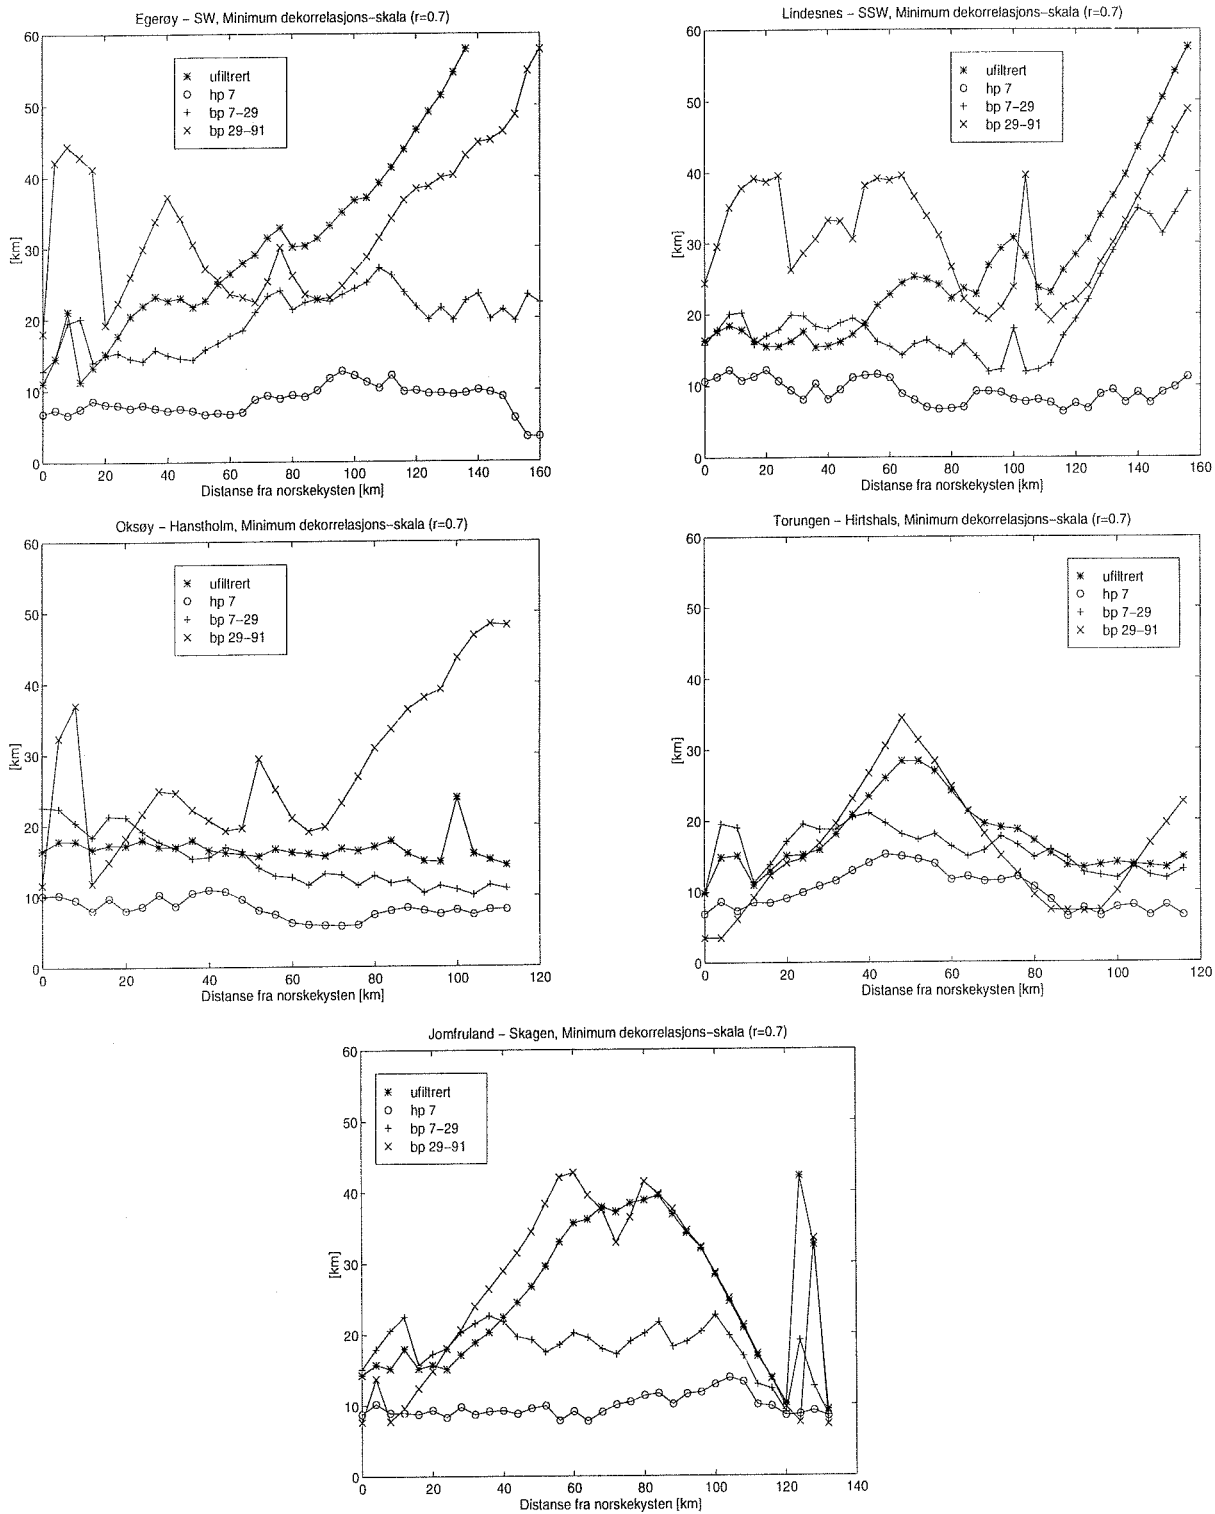 Egerøy – SW, Minimum dekorrelasjons–skala (r=0.7)
60
50
40
30
20
10
0
[km]
ufiltrert
hp 7
bp 7–29
bp 29–91
0 20 40 60 80 100 120 140 160
Distanse fra norskekysten [km]
Lindesnes – SSW, Minimum dekorrelasjons–skala (r=0.7)
60
50
40
30
20
10
0
[km]
ufiltrert
hp 7
bp 7–29
bp 29–91
0 20 40 60 80 100 120 140 160
Distanse fra norskekysten [km]
Oksøy – Hanstholm, Minimum dekorrelasjons–skala (r=0.7)
60
50
40
30
20
10
0
[km]
ufiltrert
hp 7
bp 7–29
bp 29–91
0 20 40 60 80 100 120
Distanse fra norskekysten [km]
Torungen – Hirtshals, Minimum dekorrelasjons–skala (r=0.7)
60
50
40
30
20
10
0
[km]
ufiltrert
hp 7
bp 7–29
bp 29–91
0 20 40 60 80 100 120
Distanse fra norskekysten [km]
Jomfruland – Skagen, Minimum dekorrelasjons–skala (r=0.7)
60
50
40
30
20
10
0
[km]
ufiltrert
hp 7
bp 7–29
bp 29–91
0 20 40 60 80 100 120 140
Distanse fra norskekysten [km]